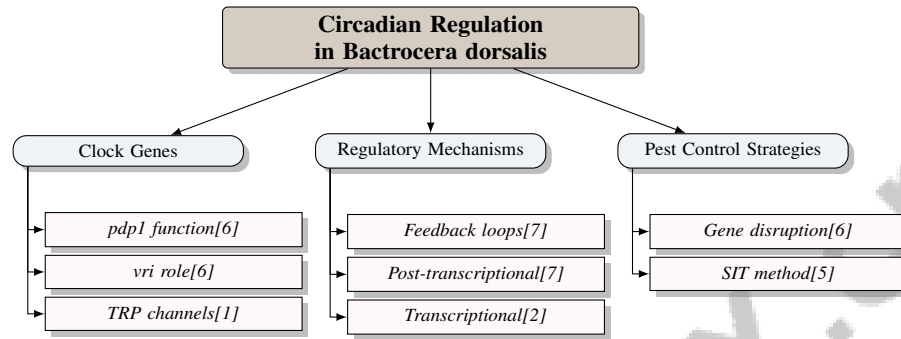 Circadian Regulation
in Bactrocera dorsalis
Clock Genes
Regulatory Mechanisms
Pest Control Strategies
pdp1 function[6]
Feedback loops[7]
Gene disruption[6]
vri role[6]
Post-transcriptional[7]
SIT method[5]
TRP channels[1]
Transcriptional[2]